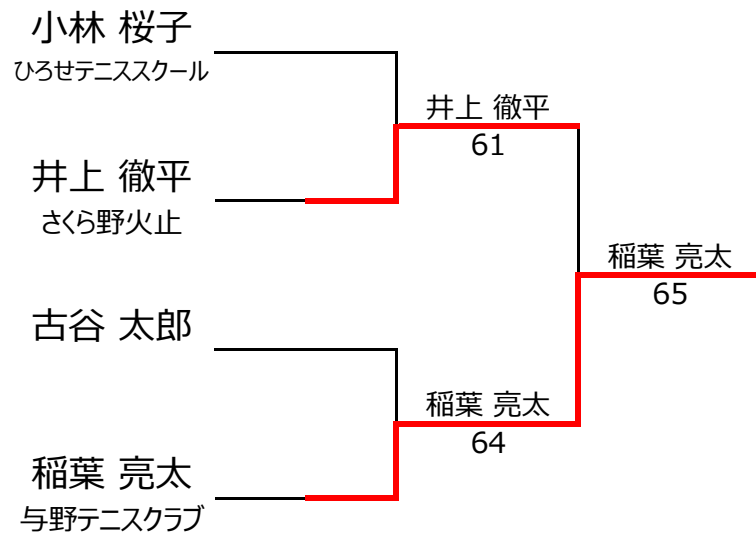 小林 桜子
ひろせテニススクール
井上 徹平
61
井上 徹平
さくら野火止
稲葉 亮太
65
古谷 太郎
稲葉 亮太
64
稲葉 亮太
与野テニスクラブ